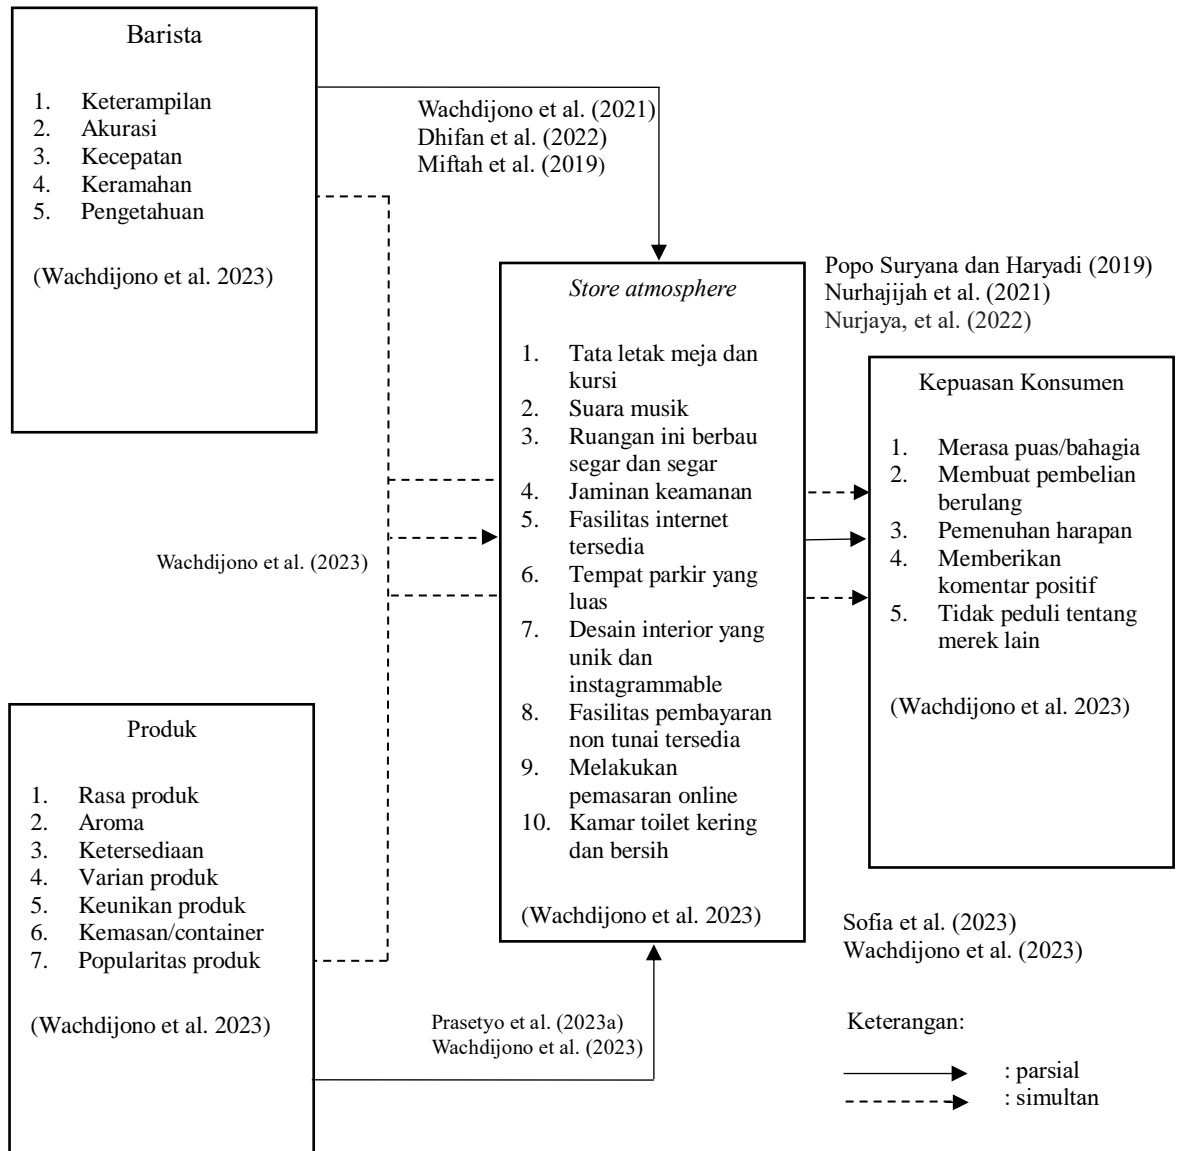 Barista
1. Keterampilan
2. Akurasi
3. Kecepatan
4. Keramahan
5. Pengetahuan
(Wachdijono et al. 2023)
Wachdijono et al. (2021)
Dhifan et al. (2022)
Miftah et al. (2019)
Store atmosphere
1. Tata letak meja dan
kursi
2. Suara musik
3. Ruangan ini berbau
segar dan segar
4. Jaminan keamanan
5. Fasilitas internet
tersedia
6. Tempat parkir yang
luas
7. Desain interior yang
unik dan
instagrammable
8. Fasilitas pembayaran
non tunai tersedia
9. Melakukan
pemasaran online
10. Kamar toilet kering
dan bersih
(Wachdijono et al. 2023)
Popo Suryana dan Haryadi (2019)
Nurhajijah et al. (2021)
Nurjaya, et al. (2022)
Kepuasan Konsumen
1. Merasa puas/bahagia
2. Membuat pembelian
berulang
3. Pemenuhan harapan
4. Memberikan
komentar positif
5. Tidak peduli tentang
merek lain
(Wachdijono et al. 2023)
Wachdijono et al. (2023)
Produk
1. Rasa produk
2. Aroma
3. Ketersediaan
4. Varian produk
5. Keunikan produk
6. Kemasan/container
7. Popularitas produk
(Wachdijono et al. 2023)
Prasetyo et al. (2023a)
Wachdijono et al. (2023)
Sofia et al. (2023)
Wachdijono et al. (2023)
Keterangan:
: parsial
: simultan